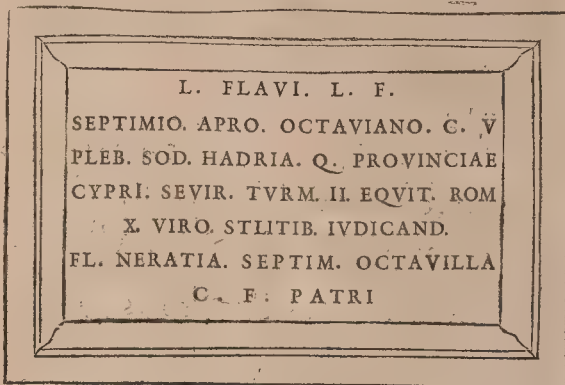 L. FLAVI. L. F.
SEPTIMIO. APRO. OCTAVIANO. C. V
PLEB. SOD. HADRIA. Q. PROVINCIAE
CYPRI. SEVIR. TVRM. II. EQVIT. ROM
X. VIRO. STLITIB. IVDICAND.
FL. NERATIA. SEPTIM. OCTAVILLA
C. F. PATRI